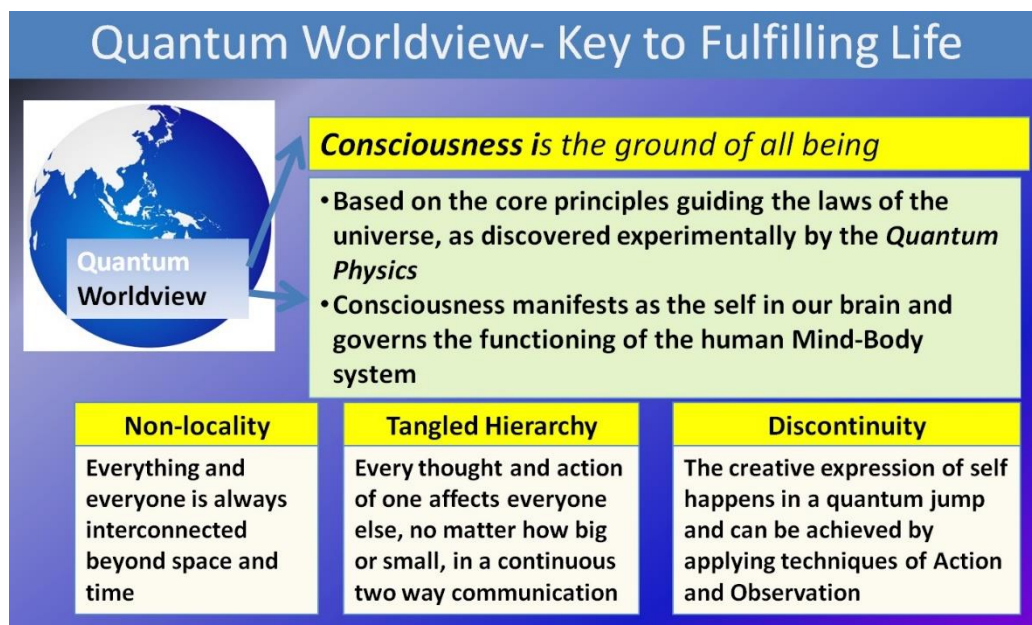 Quantum Worldview- Key to Fulfilling Life
Quantum
Worldview
Consciousness is the ground of all being
•Based on the core principles guiding the laws of the
universe, as discovered experimentally by the Quantum
Physics
•Consciousness manifests as the self in our brain and
governs the functioning of the human Mind-Body
system
Non-locality
Everything and
everyone is always
interconnected
beyond space and
time
Tangled Hierarchy
Every thought and action
of one affects everyone
else, no matter how big
or small, in a continuous
two way communication
Discontinuity
The creative expression of self
happens in a quantum jump
and can be achieved by
applying techniques of Action
and Observation